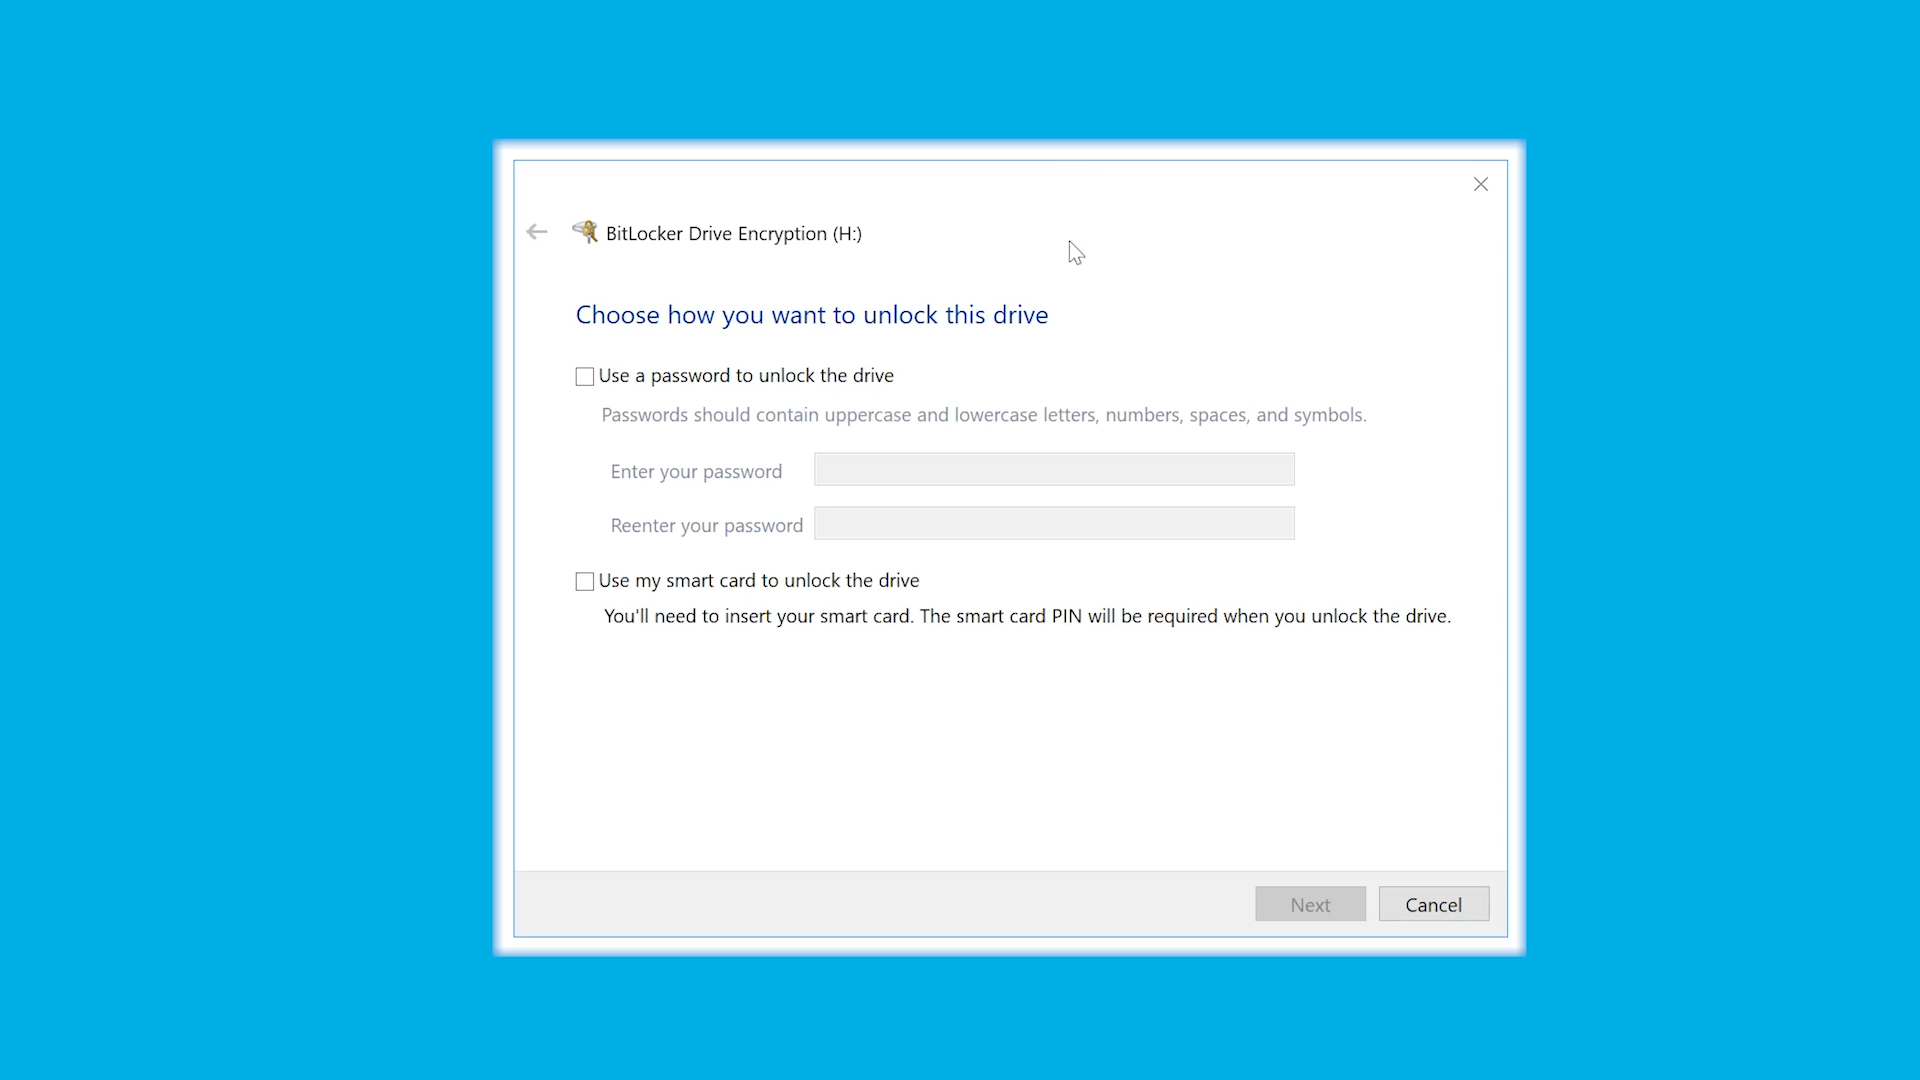 BitLocker Drive Encryption (H:)
Choose how you want to unlock this drive
Use a password to unlock the drive
Passwords should contain uppercase and lowercase letters, numbers, spaces, and symbols.
Enter your password
Reenter your password
Use my smart card to unlock the drive
You'll need to insert your smart card. The smart card PIN will be required when you unlock the drive.
Next
Cancel